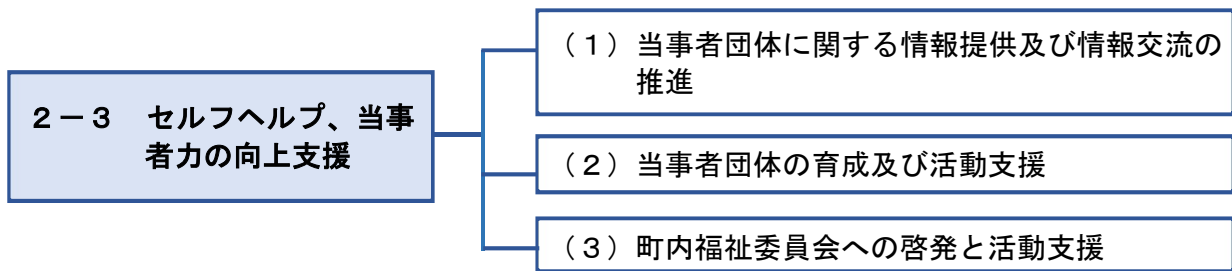 ２－３　セルフヘルプ、当事
者力の向上支援
（１）当事者団体に関する情報提供及び情報交流の
推進
（２）当事者団体の育成及び活動支援
（３）町内福祉委員会への啓発と活動支援